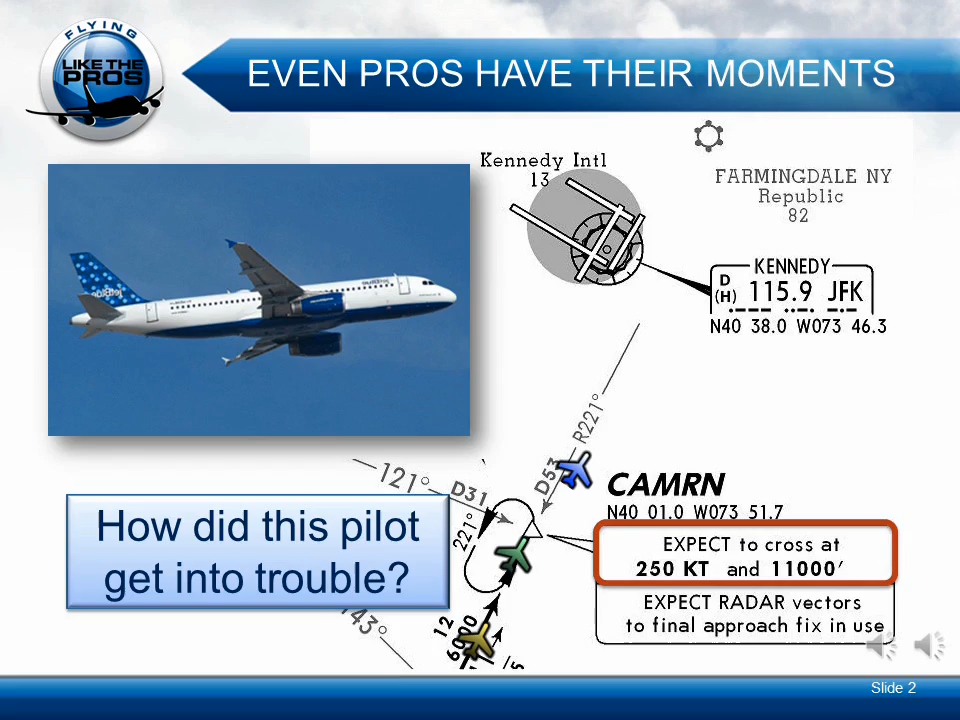 FLYING
LIKE THE
PROS
EVEN PROS HAVE THEIR MOMENTS
Kennedy Intl
13
FARMINGDALE NY
Republic
82
KENNEDY
D
(H) 115.9 JFK
N40 38.0 W073 46.3
jetBlue
R221°
D53
121°
D31
221°
CAMRN
N40 01.0 W073 51.7
How did this pilot
get into trouble?
EXPECT to cross at
250 KT and 11000′
EXPECT RADAR vectors
to final approach fix in use
143°
12
6000
/5
Slide 2